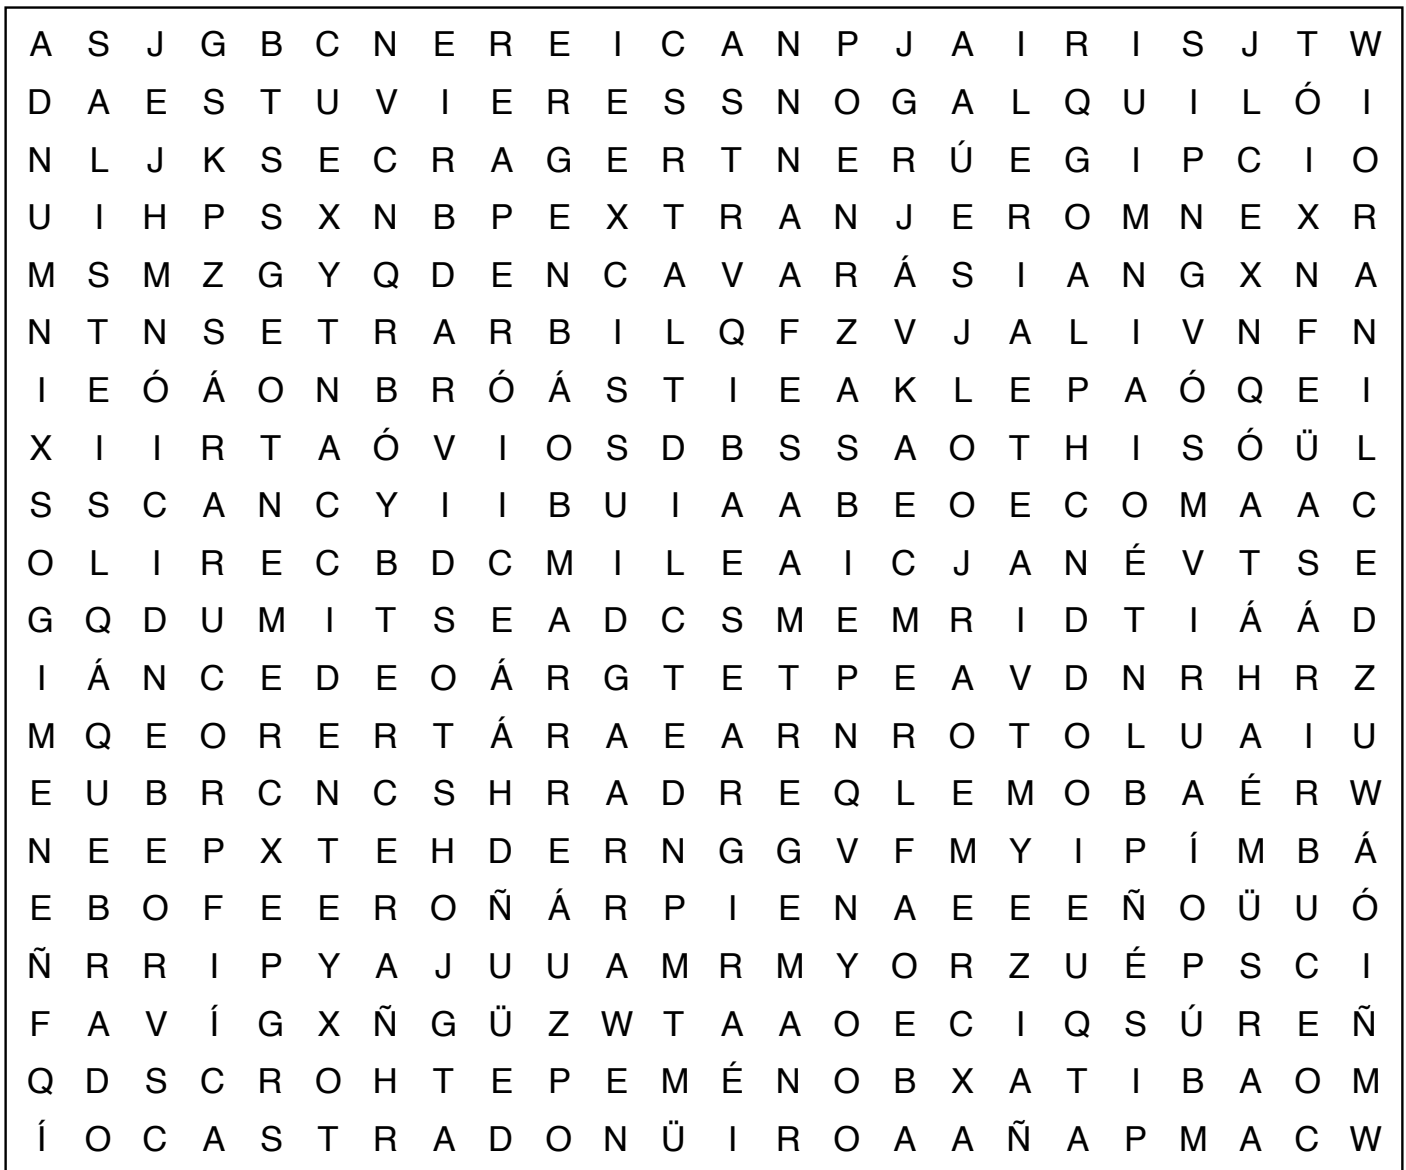 A S J G B C N E R E I C A N P J A I R I S J T W
D A E S T U V I E R E S S N O G A L Q U I L Ó I
N L J K S E C R A G E R T N E R Ú E G I P C I O
U I H P S X N B P E X T R A N J E R O M N E X R
M S M Z G Y Q D E N C A V A R Á S I A N G X N A
N T N S E T R A R B I L Q F Z V J A L I V N F N
I E Ó Á O N B R Ó Á S T I E A K L E P A Ó Q E I
X I I R T A Ó V I O S D B S S A O T H I S Ó Ü L
S S C A N C Y I I B U I A A B E O E C O M A A C
O L I R E C B D C M I L E A I C J A N É V T S E
G Q D U M I T S E A D C S M E M R I D T I Á Á D
I Á N C E D E O Á R G T E T P E A V D N R H R Z
M Q E O R E R T Á R A E A R N R O T O L U A I U
E U B R C N C S H R A D R E Q L E M O B A É R W
N E E P X T E H D E R N G G V F M Y I P Í M B Á
E B O F E E R O Ñ Á R P I E N A E E E Ñ O Ü U Ó
Ñ R R I P Y A J U U A M R M Y O R Z U É P S C I
F A V Í G X Ñ G Ü Z W T A A O E C I Q S Ú R E Ñ
Q D S C R O H T E P E M É N O B X A T I B A O M
Í O C A S T R A D O N Ü I R O A A Ñ A P M A C W